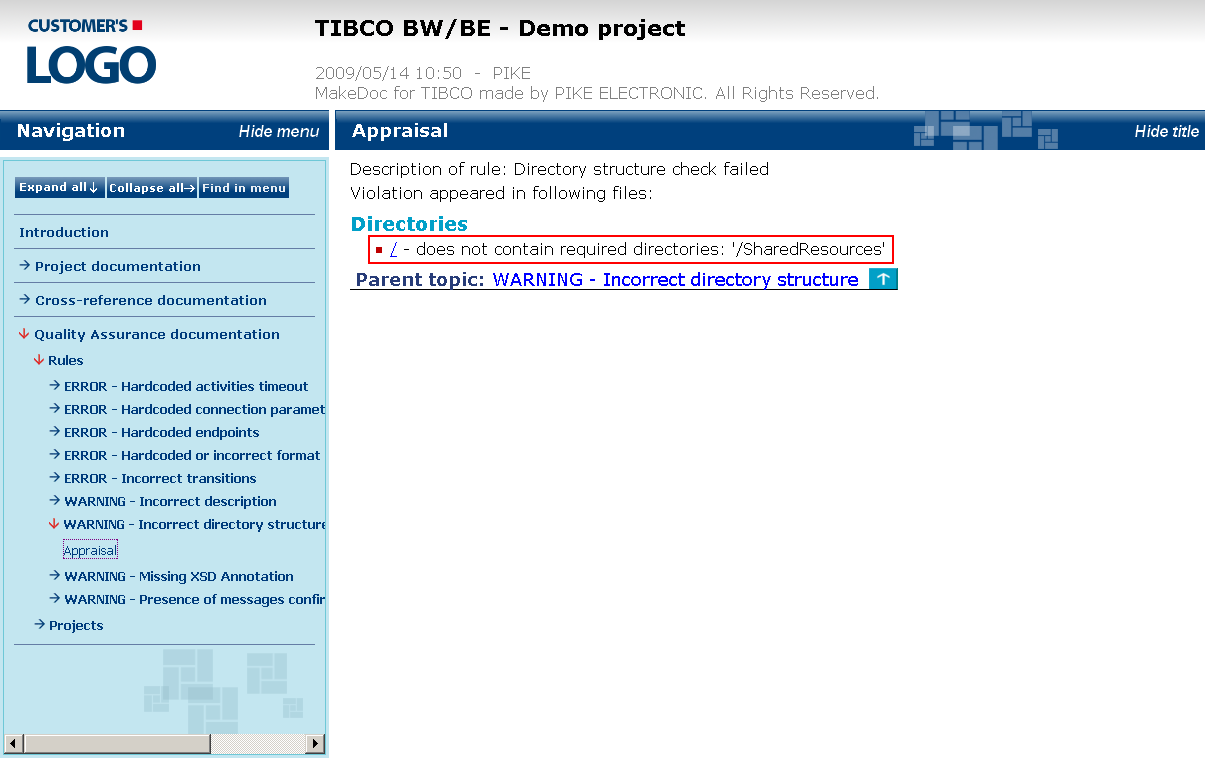 CUSTOMER'S
LOGO
TIBCO BW/BE - Demo project
2009/05/14 10:50 - PIKE
MakeDoc for TIBCO made by PIKE ELECTRONIC. All Rights Reserved.
Navigation Hide menu
Expand all↓ Collapse all→ Find in menu
Introduction
→ Project documentation
→ Cross-reference documentation
↓ Quality Assurance documentation
↓ Rules
→ ERROR - Hardcoded activities timeout
→ ERROR - Hardcoded connection paramet
→ ERROR - Hardcoded endpoints
→ ERROR - Hardcoded or incorrect format
→ ERROR - Incorrect transitions
→ WARNING - Incorrect description
↓ WARNING - Incorrect directory structure
Appraisal
→ WARNING - Missing XSD Annotation
→ WARNING - Presence of messages confir
→ Projects
Appraisal Hide title
Description of rule: Directory structure check failed
Violation appeared in following files:
Directories
/ - does not contain required directories: '/SharedResources'
Parent topic: WARNING - Incorrect directory structure ↑